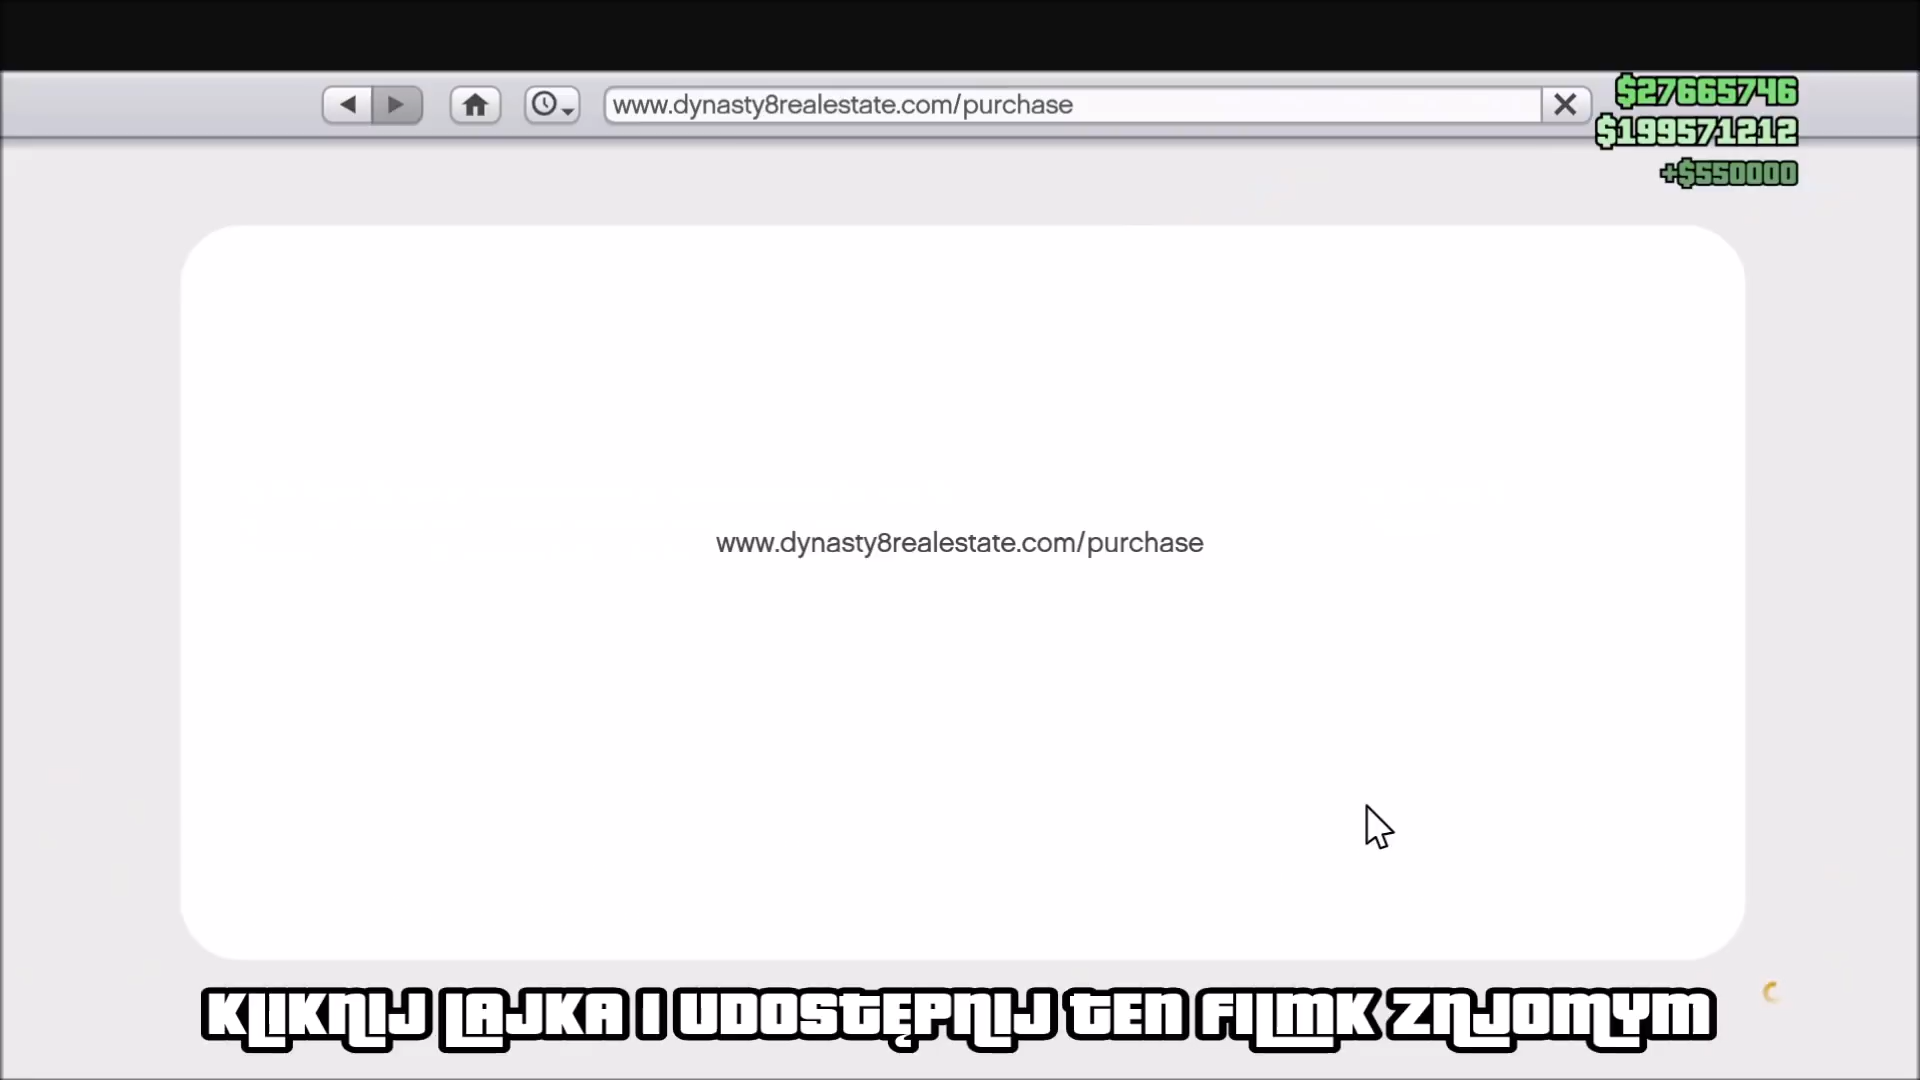 www.dynasty8realestate.com/purchase
$27665746
$199571212
+$550000
www.dynasty8realestate.com/purchase
KLIKNIJ LAJKA I UDOSTĘPNIJ TEN FILMK ZNJOMYM